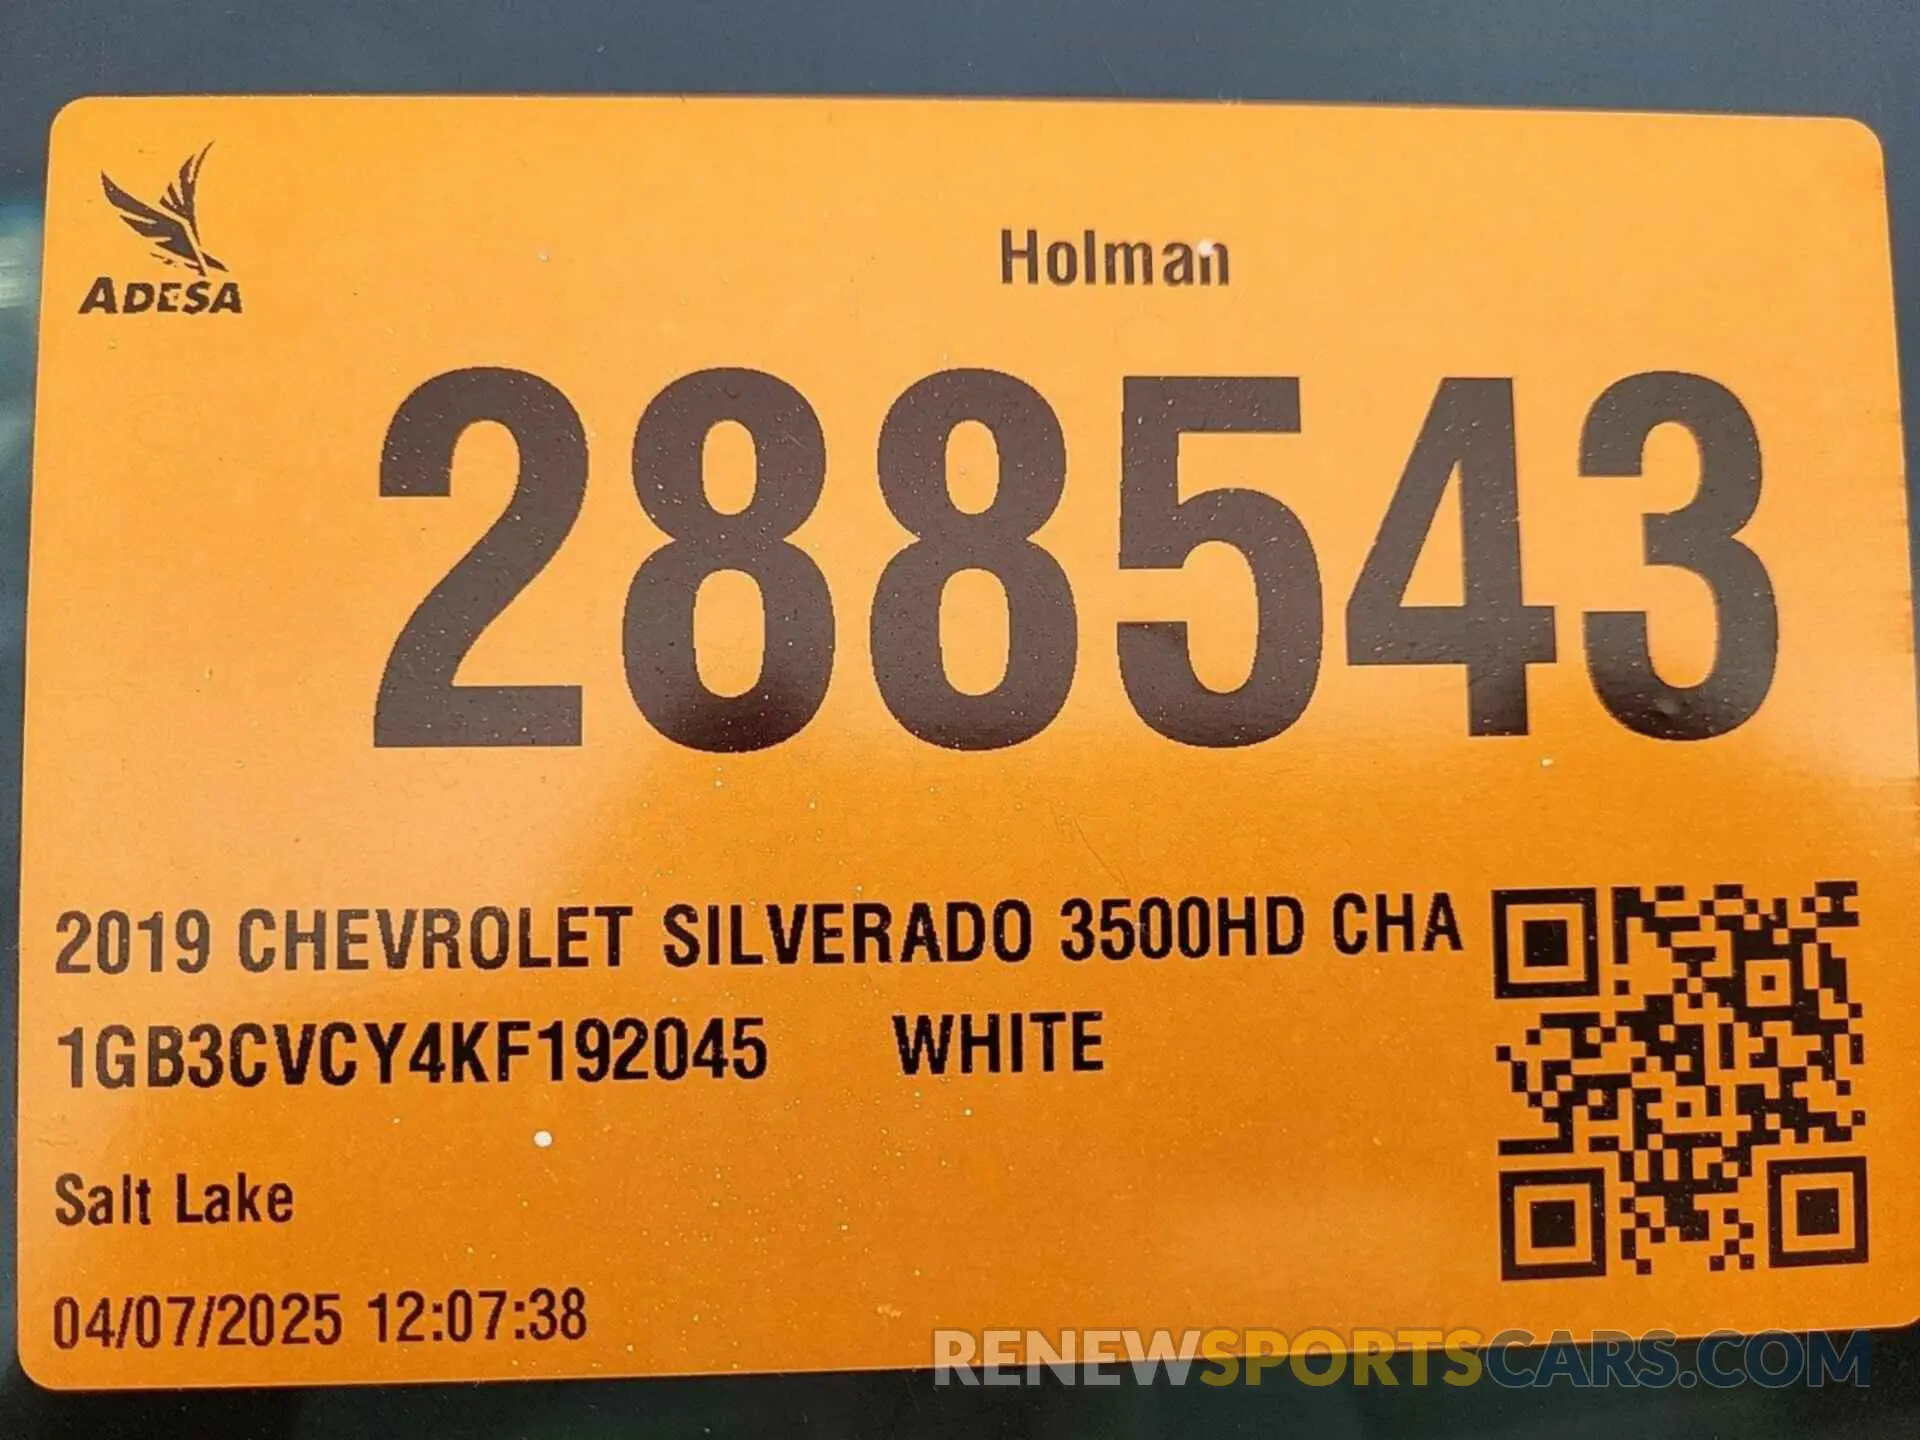 ADESA
Holman
288543
2019 CHEVROLET SILVERADO 3500HD CHA
1GB3CVCY4KF192045 WHITE
Salt Lake
04/07/2025 12:07:38
RENEWSPORTSCARS.COM